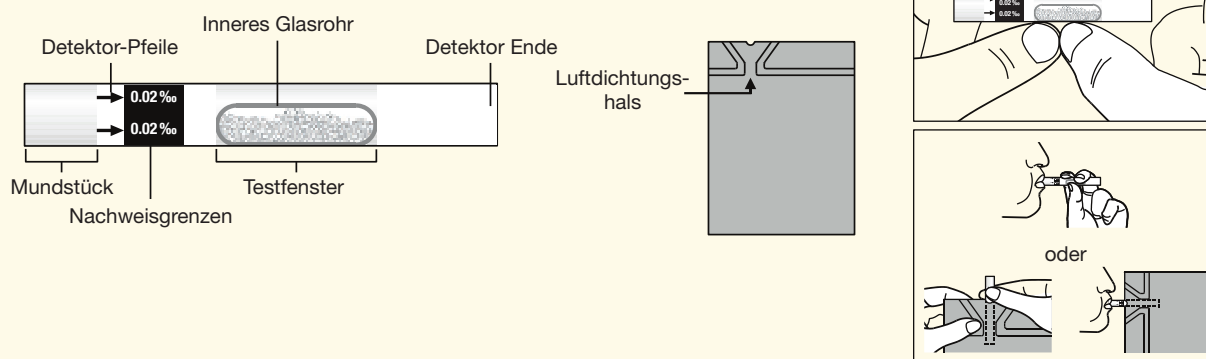 Inneres Glasrohr
Detektor-Pfeile
Detektor Ende
Luftdichtungs-
hals
0.02 ‰
0.02 ‰
Mundstück
Testfenster
Nachweisgrenzen
0.02 ‰
0.02 ‰
oder